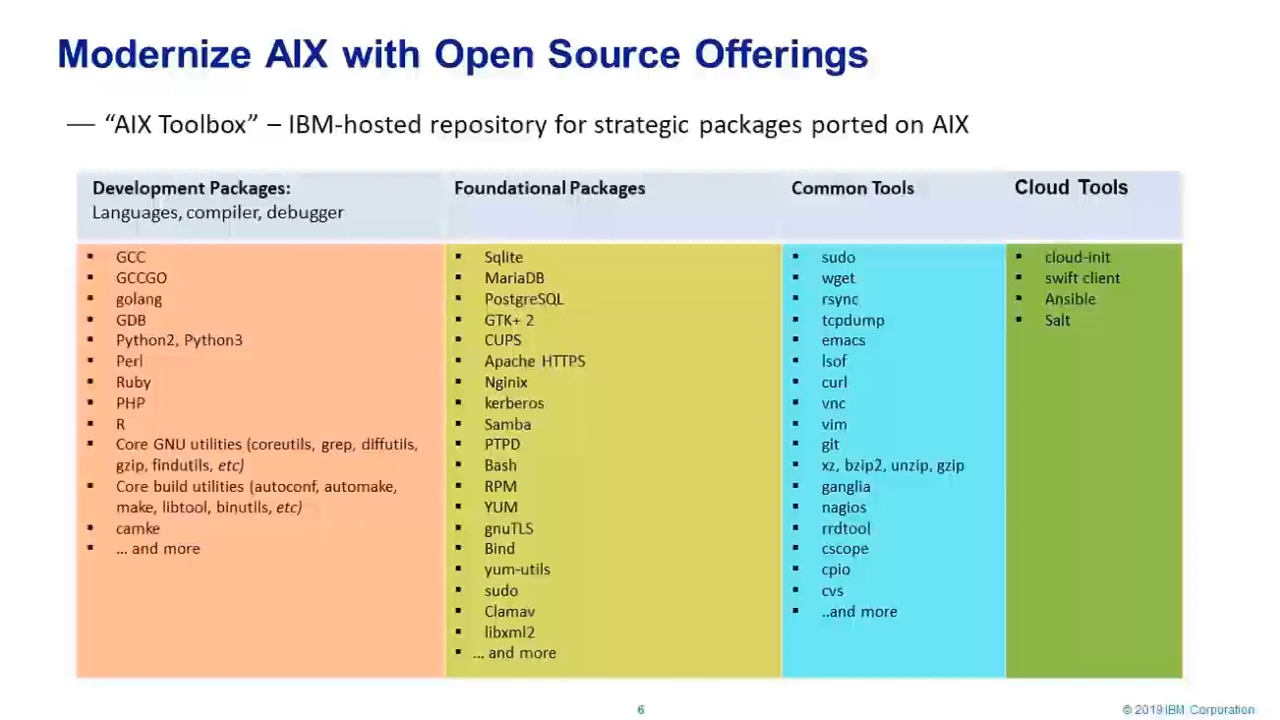 Modernize AIX with Open Source Offerings
— “AIX Toolbox” – IBM-hosted repository for strategic packages ported on AIX
Development Packages:
Languages, compiler, debugger
▪ GCC
▪ GCCGO
▪ golang
▪ GDB
▪ Python2, Python3
▪ Perl
▪ Ruby
▪ PHP
▪ R
▪ Core GNU utilities (coreutils, grep, diffutils,
gzip, findutils, etc)
▪ Core build utilities (autoconf, automake,
make, libtool, binutils, etc)
▪ camke
▪ ... and more
Foundational Packages
▪ Sqlite
▪ MariaDB
▪ PostgreSQL
▪ GTK+ 2
▪ CUPS
▪ Apache HTTPS
▪ Nginix
▪ kerberos
▪ Samba
▪ PTPD
▪ Bash
▪ RPM
▪ YUM
▪ gnuTLS
▪ Bind
▪ yum-utils
▪ sudo
▪ Clamav
▪ libxml2
▪ ... and more
Common Tools
▪ sudo
▪ wget
▪ rsync
▪ tcpdump
▪ emacs
▪ lsof
▪ curl
▪ vnc
▪ vim
▪ git
▪ xz, bzip2, unzip, gzip
▪ ganglia
▪ nagios
▪ rrdtool
▪ cscope
▪ cpio
▪ cvs
▪ ..and more
Cloud Tools
▪ cloud-init
▪ swift client
▪ Ansible
▪ Salt
6
© 2019 IBM Corporation